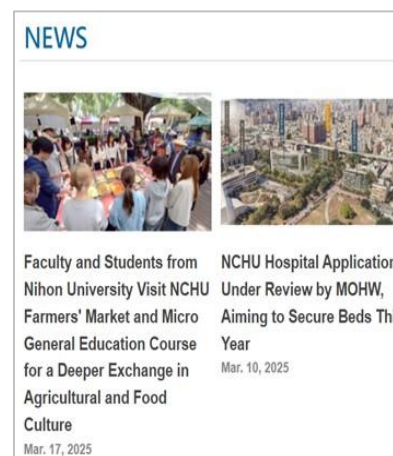 NEWS
Faculty and Students from
Nihon University Visit NCHU
Farmers' Market and Micro
General Education Course
for a Deeper Exchange in
Agricultural and Food
Culture
Mar. 17, 2025
NCHU Hospital Application
Under Review by MOHW,
Aiming to Secure Beds
Year
Mar. 10, 2025